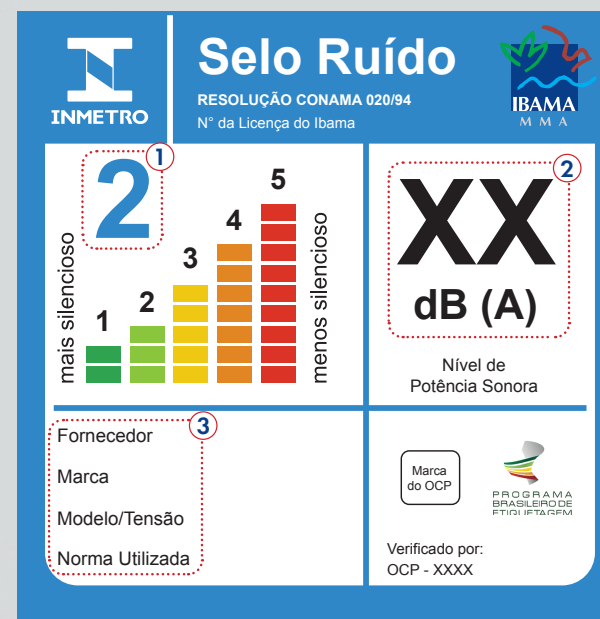 INMETRO
Selo Ruído
RESOLUÇÃO CONAMA 020/94
N° da Licença do Ibama
IBAMA
MMA
2
1
mais silencioso
1
2
3
4
5
menos silencioso
2
XX
dB (A)
Nível de
Potência Sonora
3
Fornecedor
Marca
Modelo/Tensão
Norma Utilizada
Marca
do OCP
PROGRAMA
BRASILEIRO DE
ETIQUETAGEM
Verificado por:
OCP - XXXX